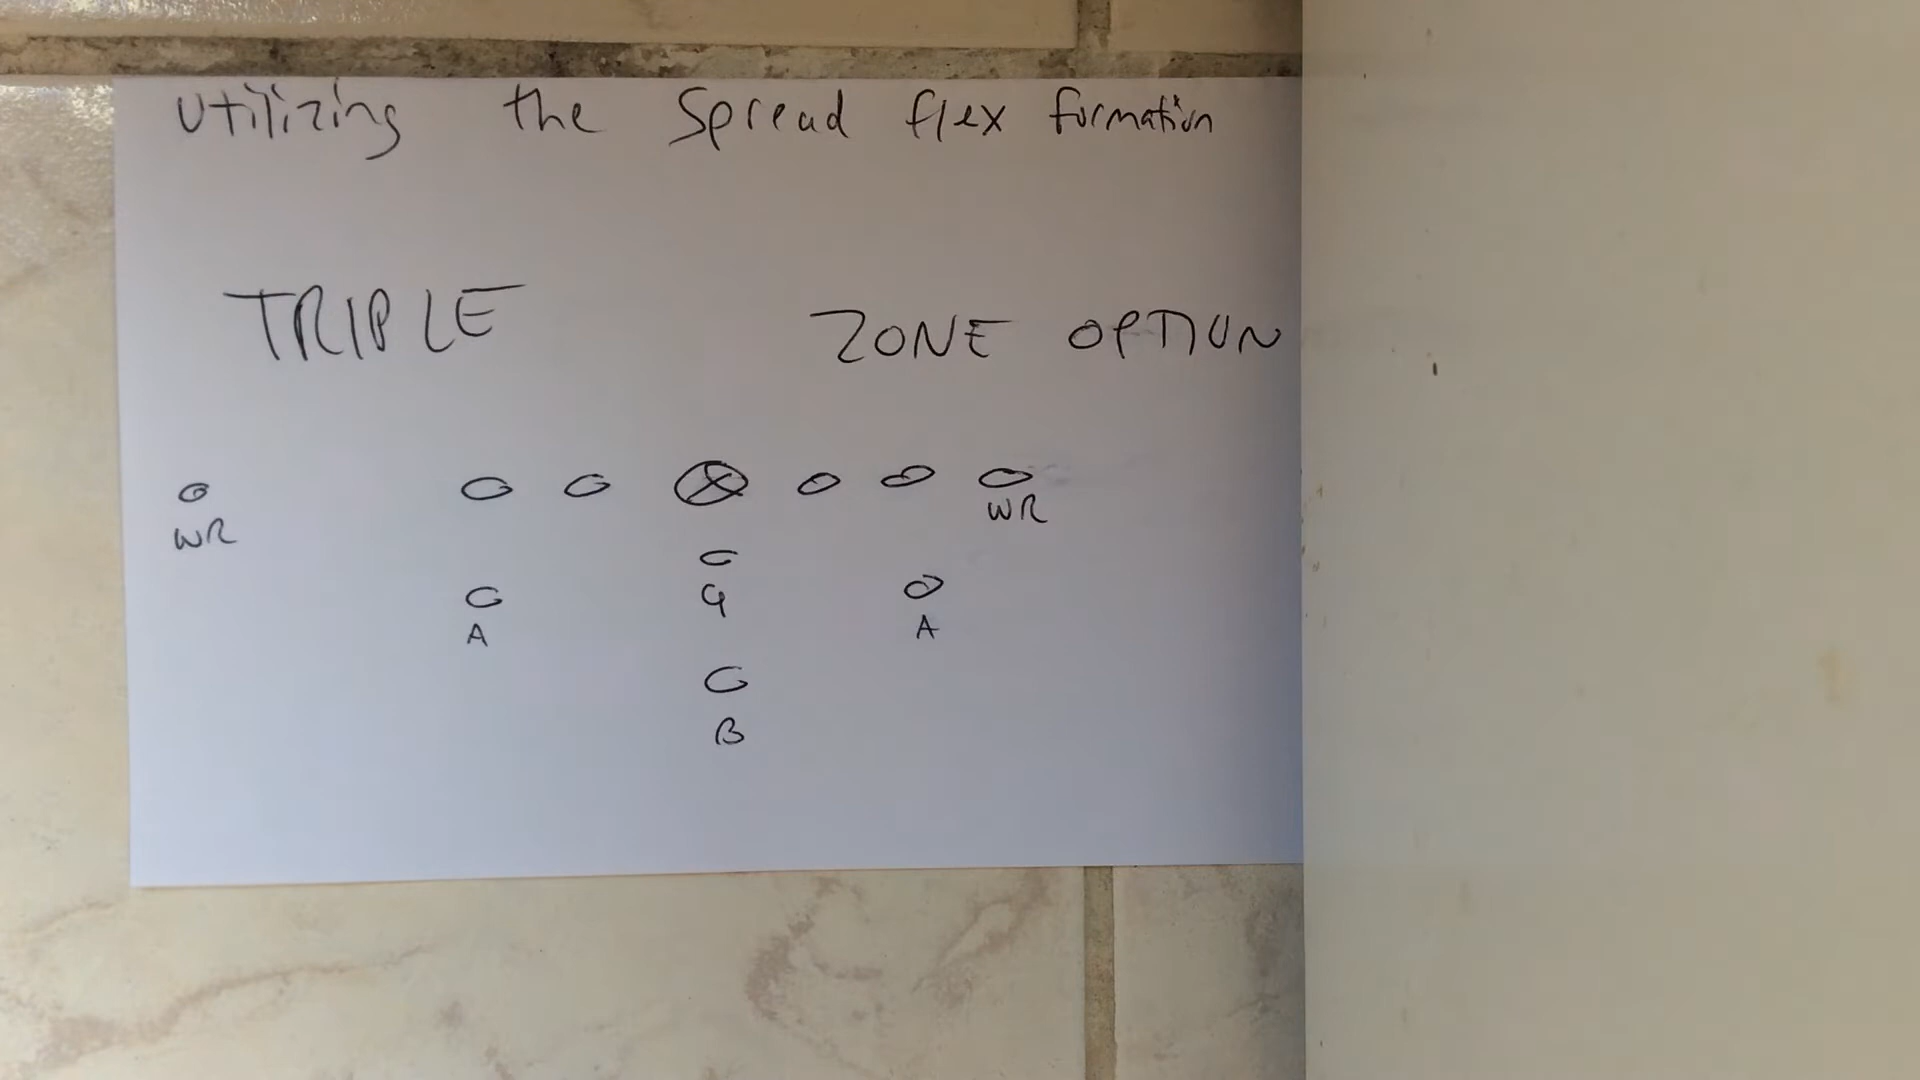 Utilizing the Spread flex formation
TRIPLE ZONE OPTION
WR WR
A Q A
B